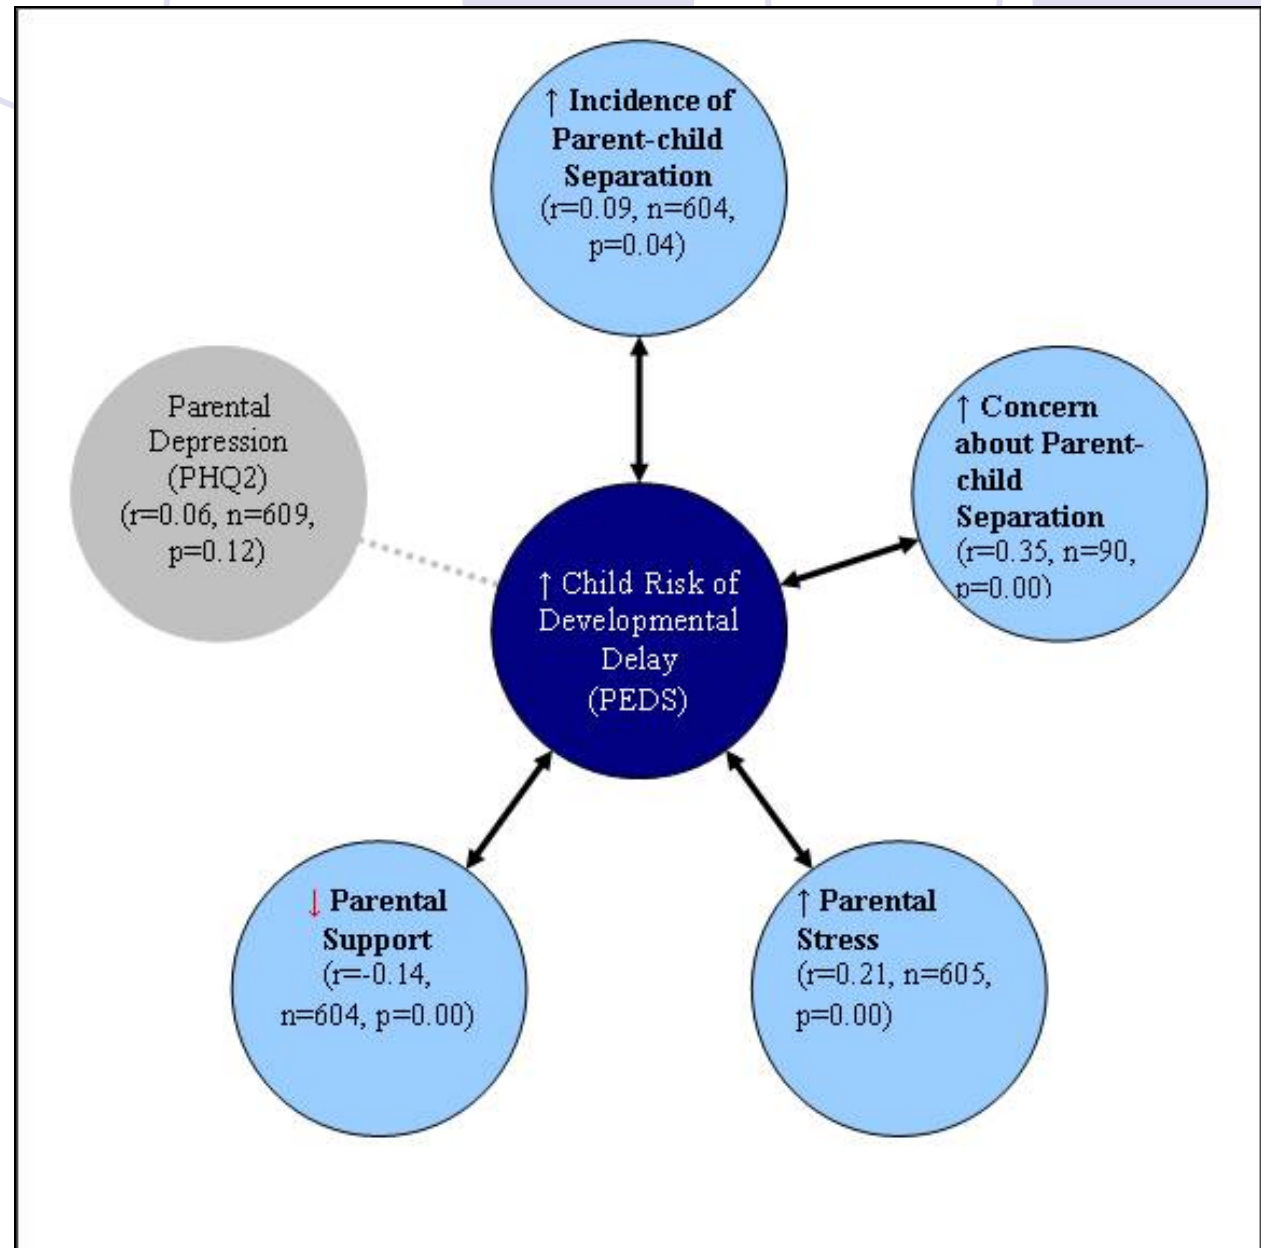 ↑ Incidence of
Parent-child
Separation
(r=0.09, n=604,
p=0.04)
Parental
Depression
(PHQ2)
(r=0.06, n=609,
p=0.12)
↑ Concern
about Parent-
child
Separation
(r=0.35, n=90,
p=0.00)
↑ Child Risk of
Developmental
Delay
(PEDS)
↓ Parental
Support
(r=-0.14,
n=604, p=0.00)
↑ Parental
Stress
(r=0.21, n=605,
p=0.00)